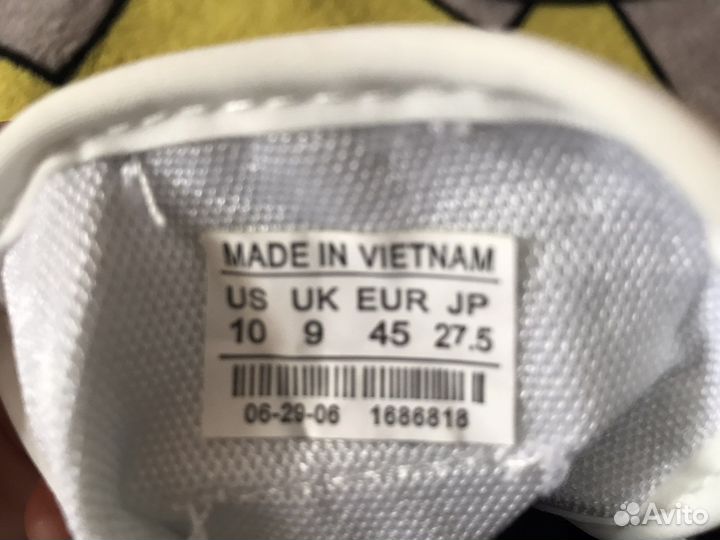 MADE IN VIETNAM
US UK EUR JP
10 9 45 27.5
06-29-06 1686818
Avito